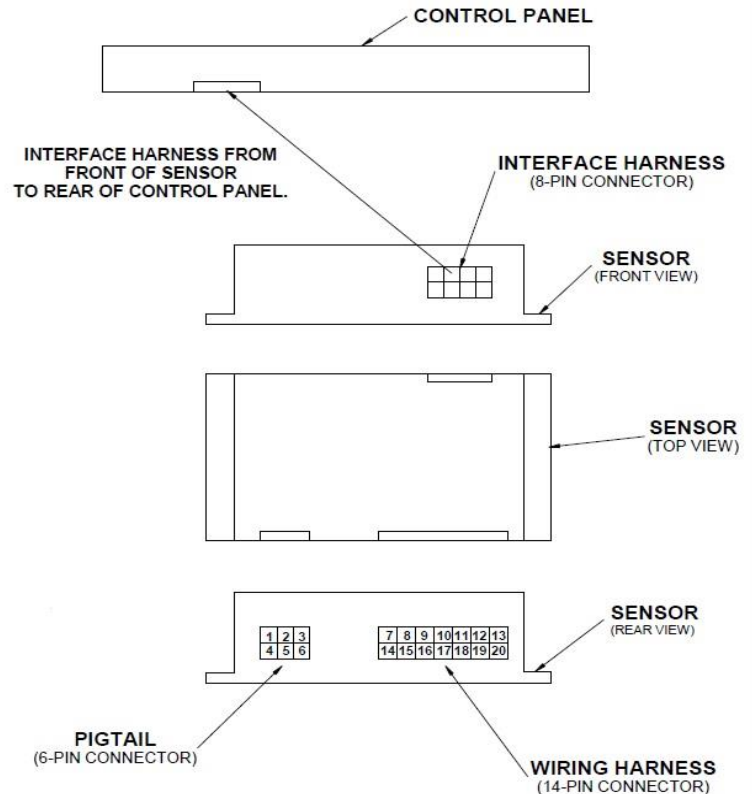 CONTROL PANEL
INTERFACE HARNESS FROM
FRONT OF SENSOR
TO REAR OF CONTROL PANEL.
INTERFACE HARNESS
(8-PIN CONNECTOR)
SENSOR
(FRONT VIEW)
SENSOR
(TOP VIEW)
SENSOR
(REAR VIEW)
1 2 3
4 5 6
7 8 9 10 11 12 13
14 15 16 17 18 19 20
PIGTAIL
(6-PIN CONNECTOR)
WIRING HARNESS
(14-PIN CONNECTOR)